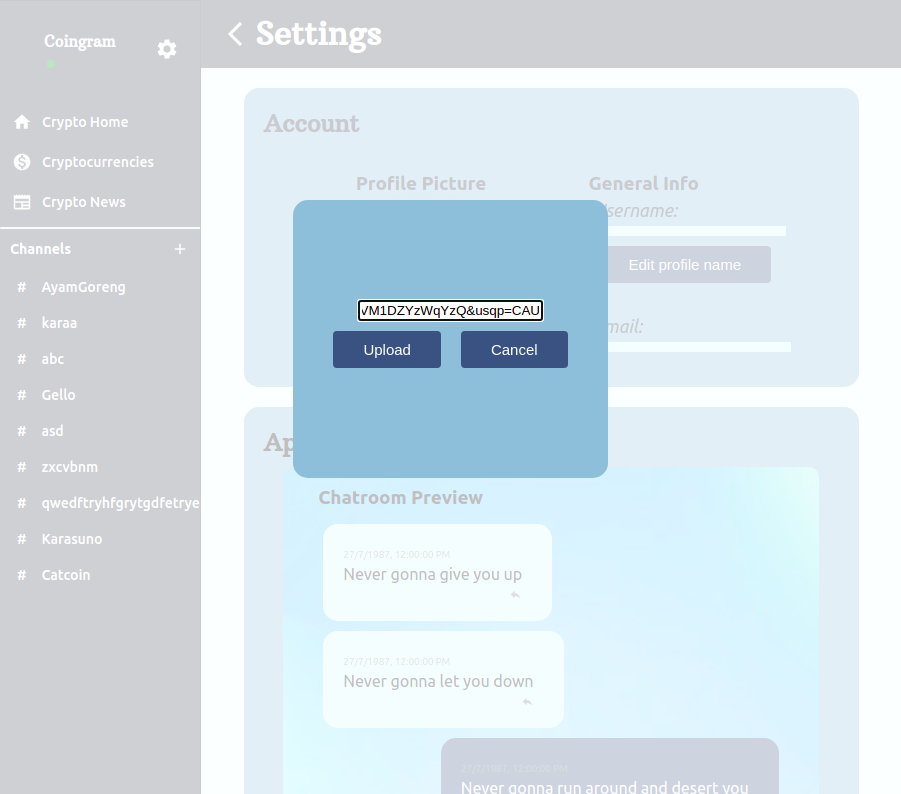 Coingram
Settings
Crypto Home
Cryptocurrencies
Crypto News
Channels
+
# AyamGoreng
# karaa
# abc
# Gello
# asd
# zxcvbnm
# qwedftryhfgrytgdfetrye
# Karasuno
# Catcoin
Account
Profile Picture
General Info
sername:
Edit profile name
mail:
VM1DZYzWqYzQ&usqp=CAU
Upload
Cancel
Ap
Chatroom Preview
27/7/1987, 12:00:00 PM
Never gonna give you up
27/7/1987, 12:00:00 PM
Never gonna let you down
27/7/1987, 12:00:00 PM
Never gonna run around and desert you